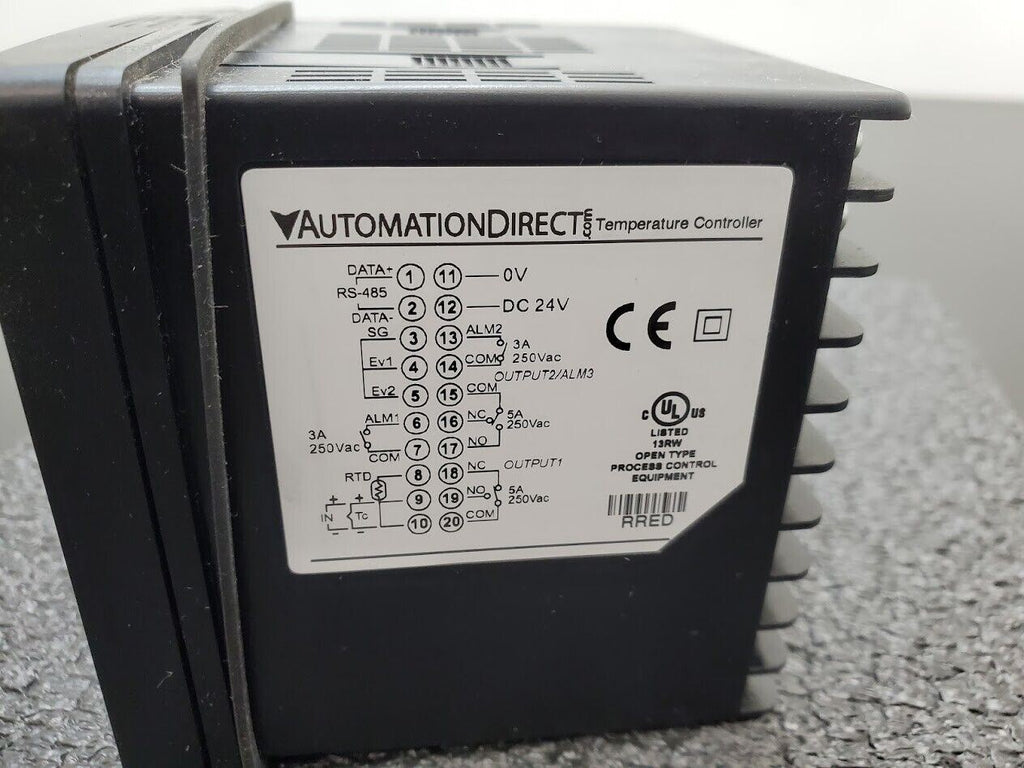 AUTOMATIONDIRECT.com Temperature Controller
DATA+ 1 11 0V
RS-485
DATA- 2 12 DC 24V
SG 3 13 ALM2
3A
250Vac
Ev1 4 14 COM
OUTPUT2/ALM3
Ev2 5 15 COM
ALM1 6 16 NC 5A
250Vac
3A
250Vac
COM 7 17 NO
RTD 8 18 NC OUTPUT1
9 19 NO 5A
250Vac
+ +
IN Tc
- -
10 20 COM
CE
C UL US
LISTED
13RW
OPEN TYPE
PROCESS CONTROL
EQUIPMENT
RRED